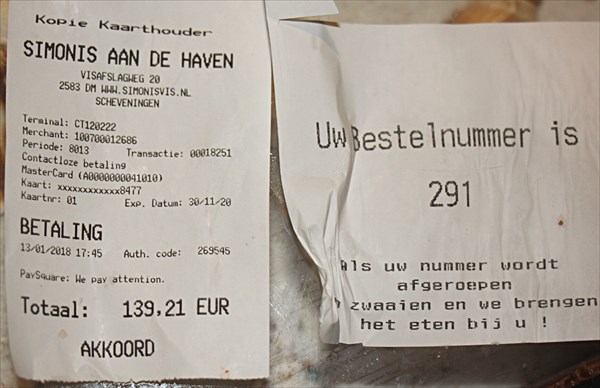 Kopie Kaarthouder
SIMONIS AAN DE HAVEN
VISAFSLAGWEG 20
2583 DM WWW.SIMONISVIS.NL
SCHEVENINGEN
Terminal: CT120222
Merchant: 100700012686
Periode: 8013 Transactie: 00018251
Contactloze betaling
MasterCard (A0000000041010)
Kaart: xxxxxxxxxxxx8477
Kaartnr: 01 Exp. Datum: 30/11/20
BETALING
13/01/2018 17:45 Auth. code: 269545
PaySquare: We pay attention.
Totaal: 139,21 EUR
AKKOORD
Uw Bestelnummer is
291
Als uw nummer wordt
afgeroepen
zwaaien en we brengen
het eten bij u !